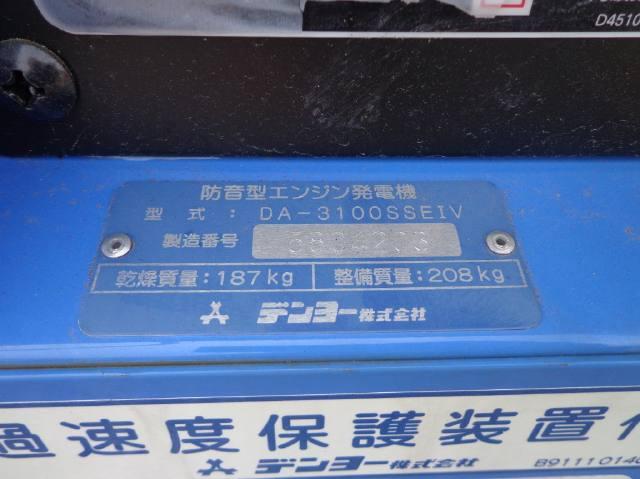 D4510
防音型エンジン発電機
型式: DA-3100SSEIV
製造番号
乾燥質量:187kg 整備質量:208kg
デンヨー株式会社
過速度保護装置付
デンヨー株式会社 B91110140